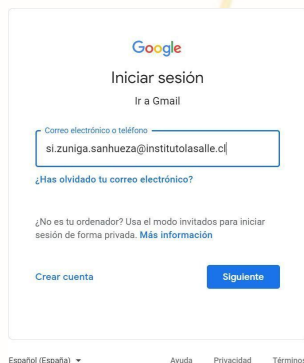 Google
Iniciar sesión
Ir a Gmail
Correo electrónico o teléfono
si.zuniga.sanhueza@institutolasalle.cl
¿Has olvidado tu correo electrónico?
¿No es tu ordenador? Usa el modo invitados para iniciar
sesión de forma privada. Más información
Crear cuenta Siguiente
Español (España) Ayuda Privacidad Términos